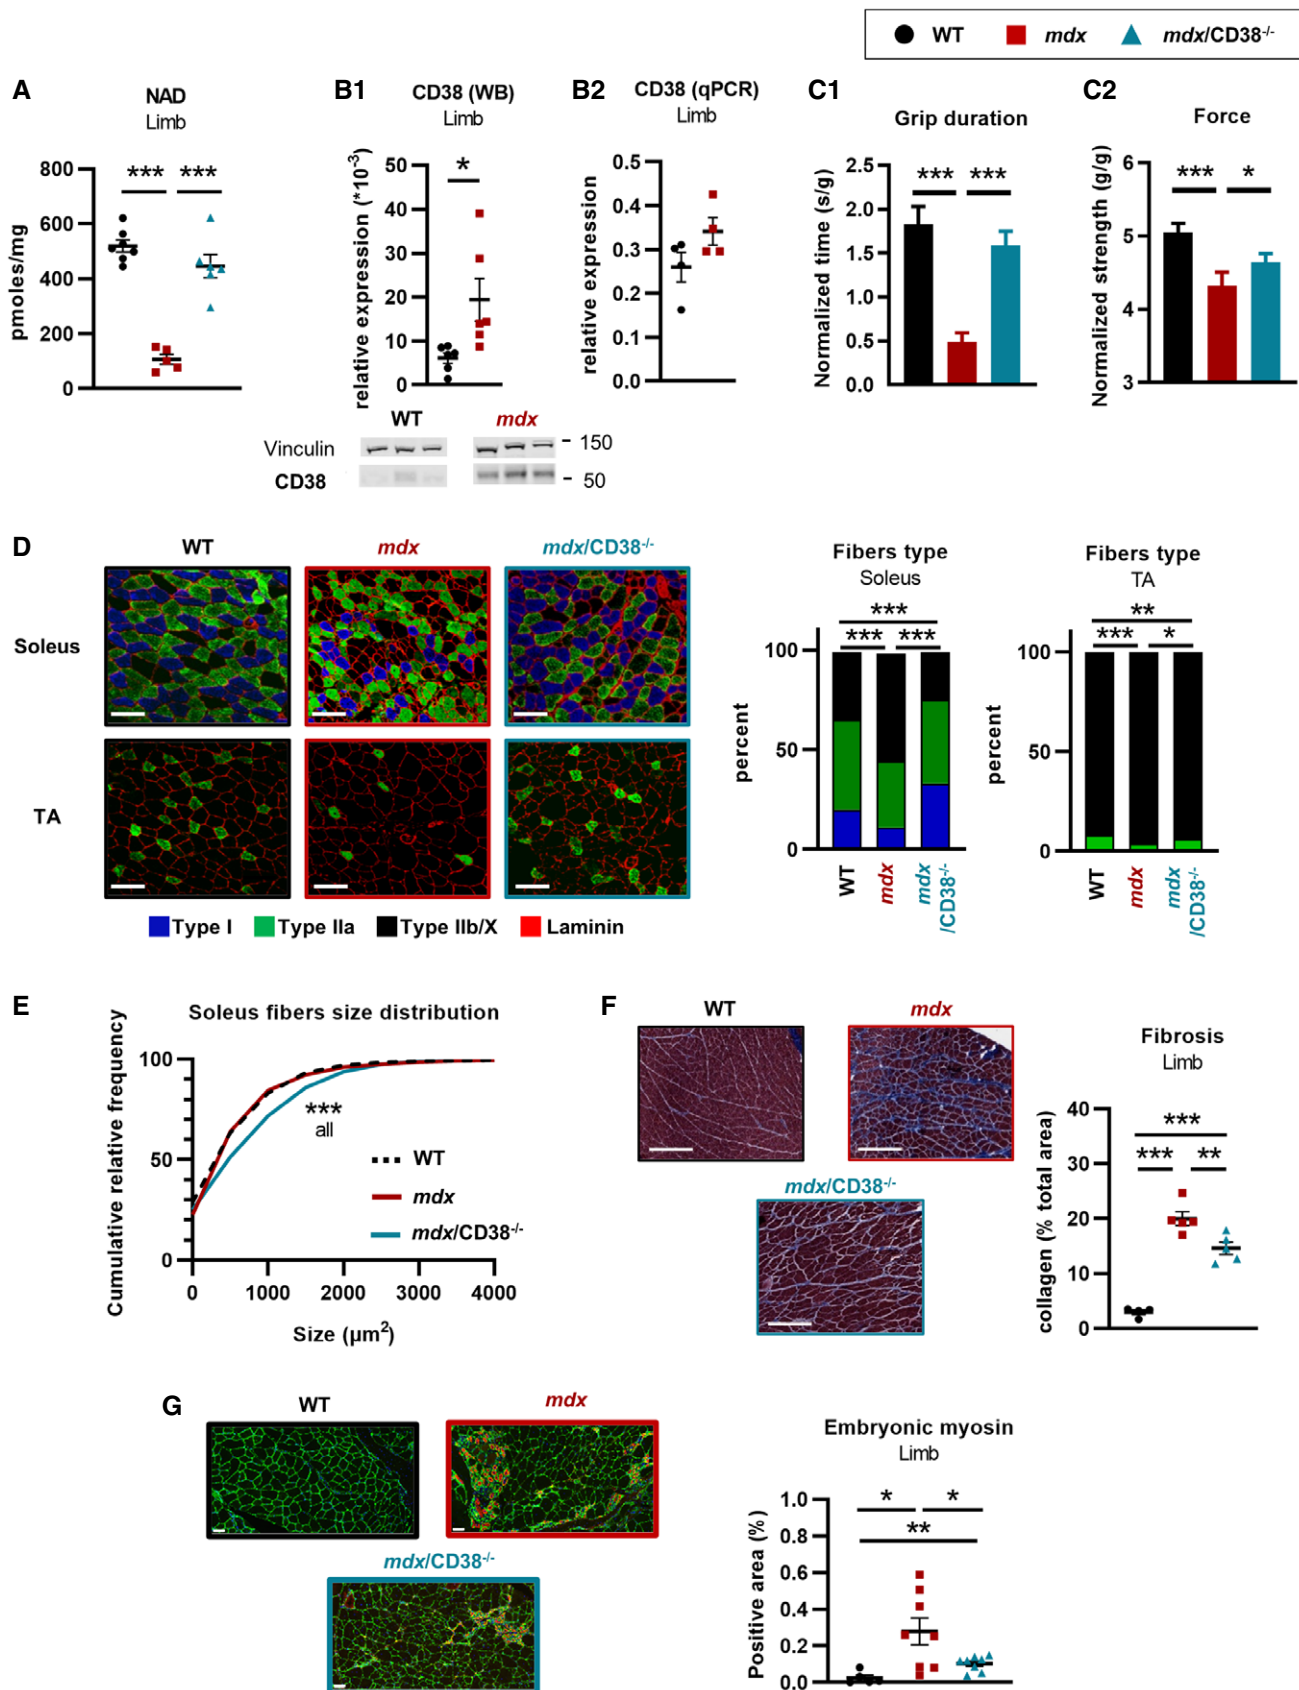 WT mdx mdx/CD38-/-
A
NAD
Limb
pmoles/mg
800
600
400
200
0
*** ***
B1
CD38 (WB)
Limb
relative expression (*10-3)
50
40
30
20
10
0
*
WT mdx
Vinculin - 150
CD38 - 50
B2
CD38 (qPCR)
Limb
relative expression
0.5
0.4
0.3
0.2
0.1
0.0
C1
Grip duration
Normalized time (s/g)
2.5
2.0
1.5
1.0
0.5
0.0
*** ***
C2
Force
Normalized strength (g/g)
6
5
4
3
*** *
D
WT mdx mdx/CD38-/-
Soleus
TA
Type I Type IIa Type IIb/X Laminin
Fibers type
Soleus
percent
100
50
0
***
*** ***
WT
mdx
mdx
/CD38-/-
Fibers type
TA
percent
100
50
0
**
*** *
WT
mdx
mdx
/CD38-/-
E
Soleus fibers size distribution
Cumulative relative frequency
100
50
0
***
all
WT
mdx
mdx/CD38-/-
0 1000 2000 3000 4000
Size (µm2)
F
WT mdx
mdx/CD38-/-
Fibrosis
Limb
collagen (% total area)
40
30
20
10
0
***
*** **
G
WT mdx
mdx/CD38-/-
Embryonic myosin
Limb
Positive area (%)
1.0
0.8
0.6
0.4
0.2
0.0
* *
**